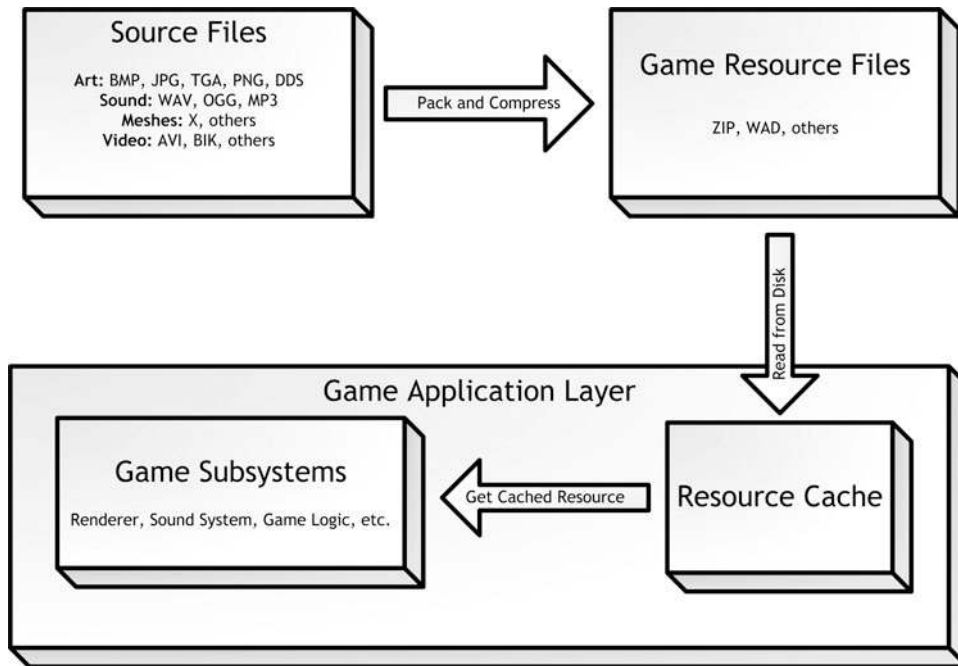 Source Files
Art: BMP, JPG, TGA, PNG, DDS
Sound: WAV, OGG, MP3
Meshes: X, others
Video: AVI, BIK, others
Pack and Compress
Game Resource Files
ZIP, WAD, others
Read from Disk
Game Application Layer
Game Subsystems
Renderer, Sound System, Game Logic, etc.
Get Cached Resource
Resource Cache